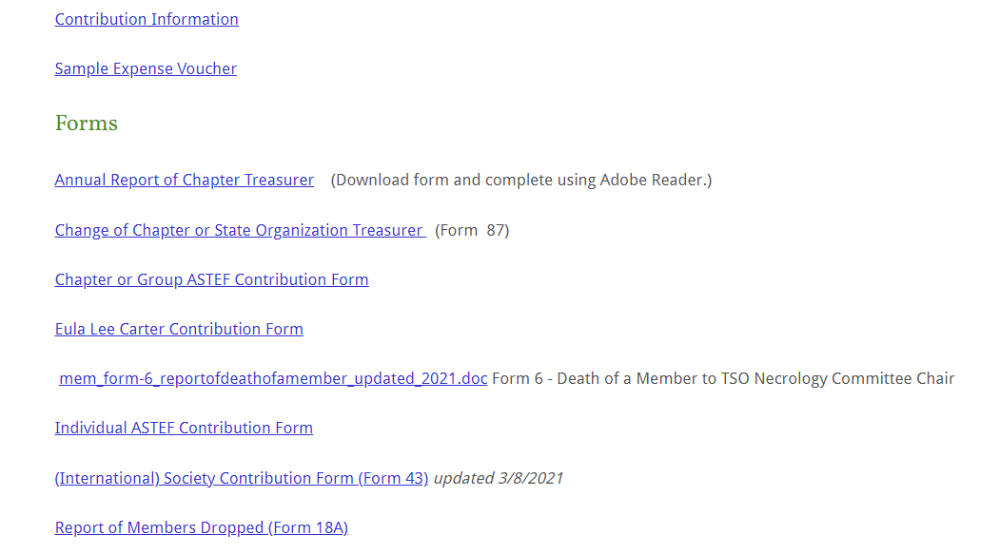 Contribution Information
Sample Expense Voucher
Forms
Annual Report of Chapter Treasurer (Download form and complete using Adobe Reader.)
Change of Chapter or State Organization Treasurer (Form 87)
Chapter or Group ASTEF Contribution Form
Eula Lee Carter Contribution Form
mem_form-6_reportofdeathofamember_updated_2021.doc Form 6 - Death of a Member to TSO Necrology Committee Chair
Individual ASTEF Contribution Form
(International) Society Contribution Form (Form 43) updated 3/8/2021
Report of Members Dropped (Form 18A)